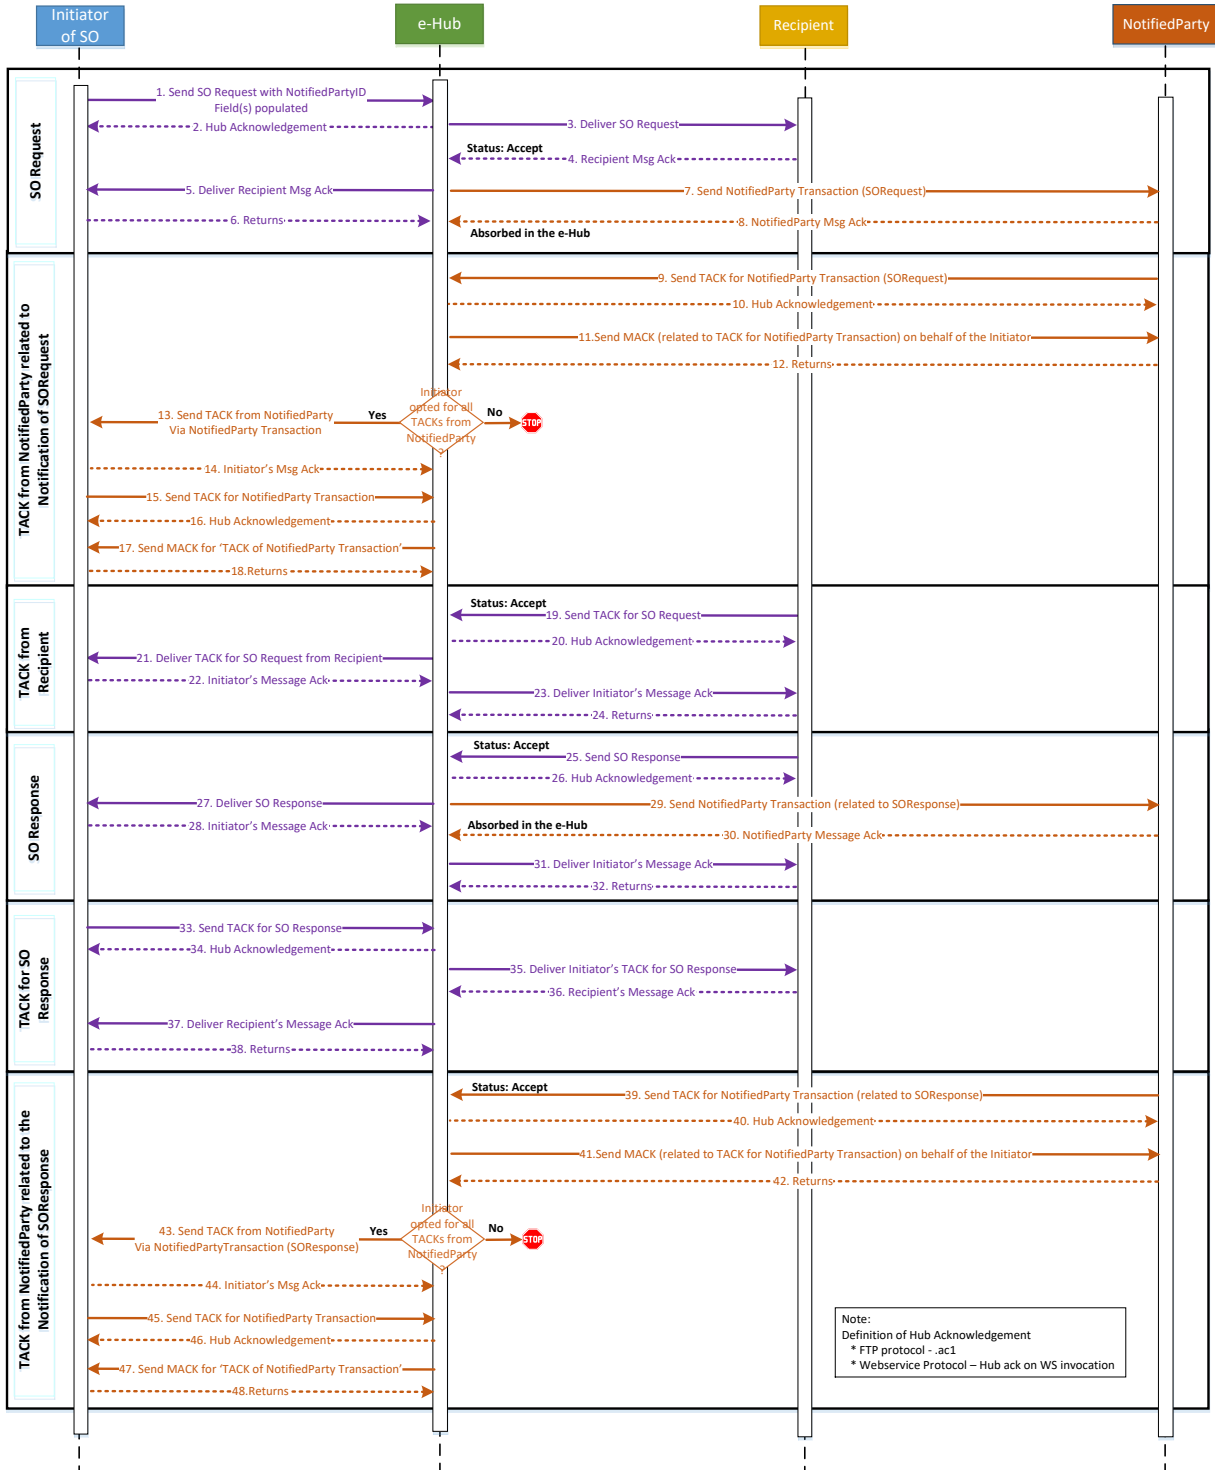 Initiator
of SO
e-Hub
Recipient
NotifiedParty
SO Request
1. Send SO Request with NotifiedPartyID
Field(s) populated
2. Hub Acknowledgement
3. Deliver SO Request
Status: Accept
4. Recipient Msg Ack
5. Deliver Recipient Msg Ack
7. Send NotifiedParty Transaction (SORequest)
6. Returns
8. NotifiedParty Msg Ack
Absorbed in the e-Hub
TACK from NotifiedParty related to
Notification of SORequest
9. Send TACK for NotifiedParty Transaction (SORequest)
10. Hub Acknowledgement
11.Send MACK (related to TACK for NotifiedParty Transaction) on behalf of the Initiator
12. Returns
Initiator
opted for all
TACKs from
NotifiedParty
?
Yes
No
STOP
13. Send TACK from NotifiedParty
Via NotifiedParty Transaction
14. Initiator's Msg Ack
15. Send TACK for NotifiedParty Transaction
16. Hub Acknowledgement
17. Send MACK for 'TACK of NotifiedParty Transaction'
18.Returns
TACK from
Recipient
Status: Accept
19. Send TACK for SO Request
20. Hub Acknowledgement
21. Deliver TACK for SO Request from Recipient
22. Initiator's Message Ack
23. Deliver Initiator's Message Ack
24. Returns
SO Response
Status: Accept
25. Send SO Response
26. Hub Acknowledgement
27. Deliver SO Response
29. Send NotifiedParty Transaction (related to SOResponse)
28. Initiator's Message Ack
Absorbed in the e-Hub
30. NotifiedParty Message Ack
31. Deliver Initiator's Message Ack
32. Returns
TACK for SO
Response
33. Send TACK for SO Response
34. Hub Acknowledgement
35. Deliver Initiator's TACK for SO Response
36. Recipient's Message Ack
37. Deliver Recipient's Message Ack
38. Returns
TACK from NotifiedParty related to the
Notification of SOResponse
Status: Accept
39. Send TACK for NotifiedParty Transaction (related to SOResponse)
40. Hub Acknowledgement
41.Send MACK (related to TACK for NotifiedParty Transaction) on behalf of the Initiator
42. Returns
Initiator
opted for all
TACKs from
NotifiedParty
?
Yes
No
STOP
43. Send TACK from NotifiedParty
Via NotifiedPartyTransaction (SOResponse)
44. Initiator's Msg Ack
45. Send TACK for NotifiedParty Transaction
46. Hub Acknowledgement
47. Send MACK for 'TACK of NotifiedParty Transaction'
48.Returns
Note:
Definition of Hub Acknowledgement
* FTP protocol - .ac1
* Webservice Protocol – Hub ack on WS invocation